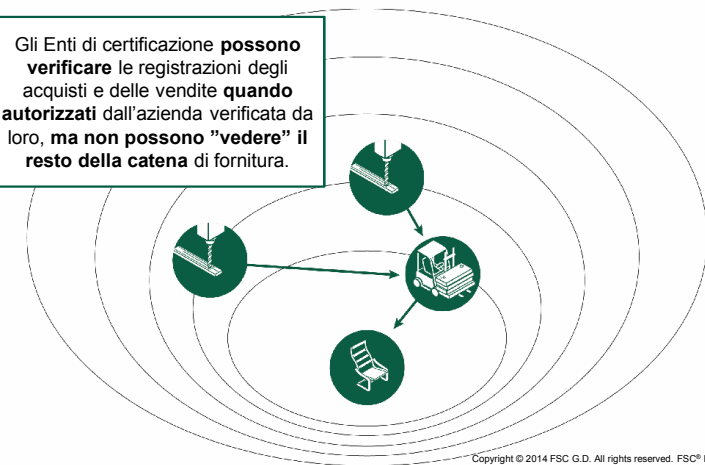 Gli Enti di certificazione possono
verificare le registrazioni degli
acquisti e delle vendite quando
autorizzati dall'azienda verificata da
loro, ma non possono "vedere" il
resto della catena di fornitura.
Copyright © 2014 FSC G.D. All rights reserved. FSC®